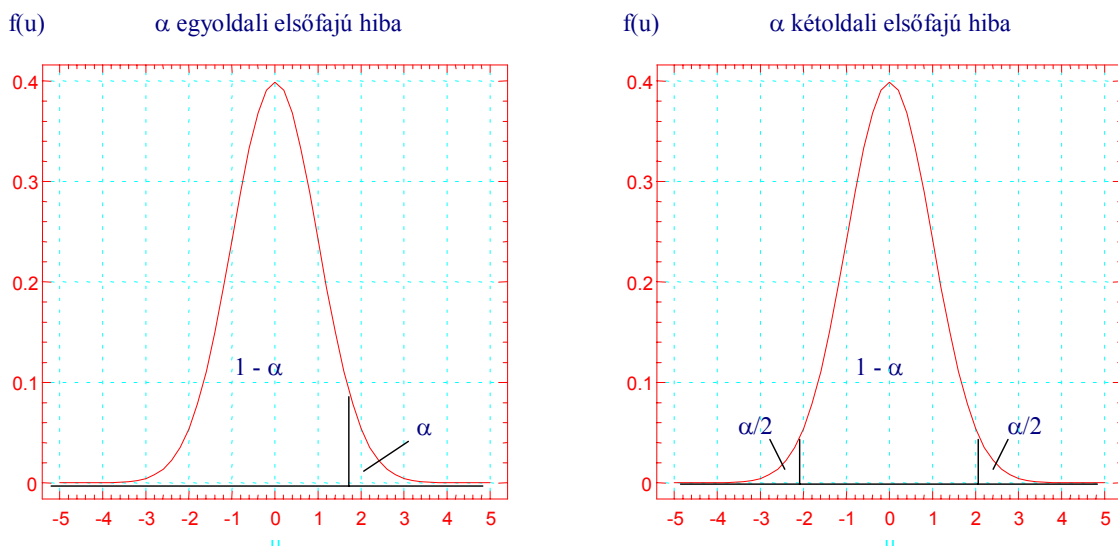 f(u) α egyoldali elsőfajú hiba
0.4
0.3
0.2
0.1
0
1 - α
α
-5 -4 -3 -2 -1 0 1 2 3 4 5
f(u) α kétoldali elsőfajú hiba
0.4
0.3
0.2
0.1
0
1 - α
α/2 α/2
-5 -4 -3 -2 -1 0 1 2 3 4 5